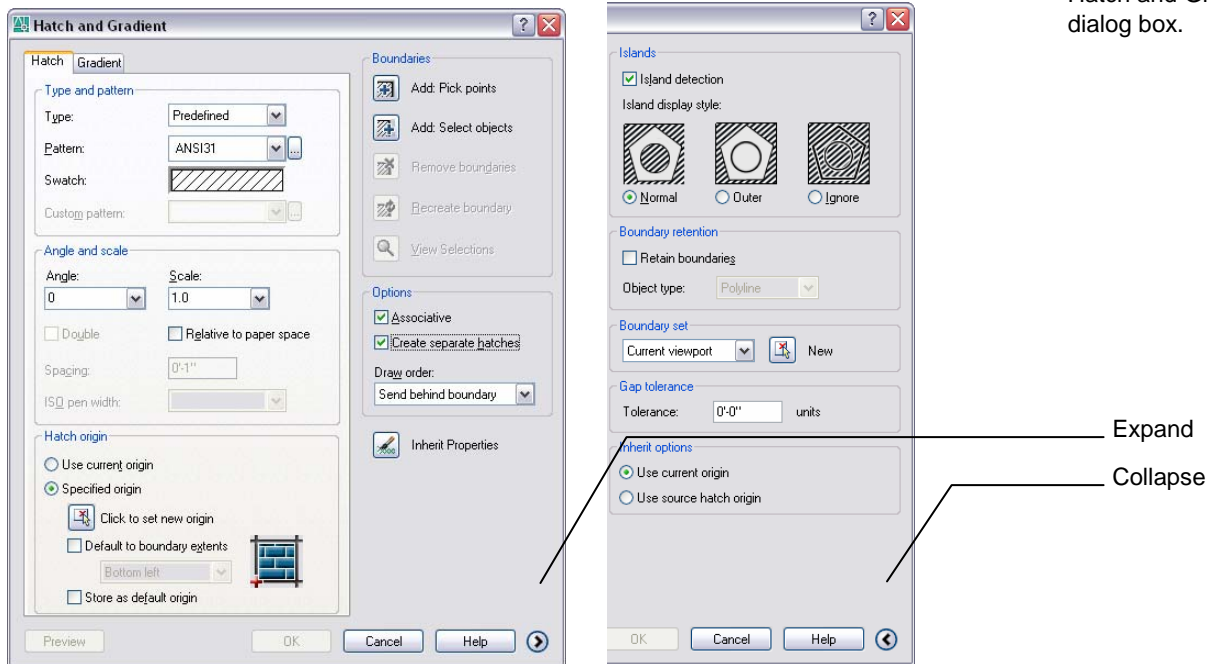 Hatch and Gradient
Hatch
Gradient
Type and pattern
Type:
Predefined
Pattern:
ANSI31
...
Swatch:
Custom pattern:
...
Angle and scale
Angle:
Scale:
0
1.0
Double
Relative to paper space
Spacing:
0'-1"
ISO pen width:
Hatch origin
Use current origin
Specified origin
Click to set new origin
Default to boundary extents
Bottom left
Store as default origin
Boundaries
Add: Pick points
Add: Select objects
Remove boundaries
Recreate boundary
View Selections
Options
Associative
Create separate hatches
Draw order:
Send behind boundary
Inherit Properties
Preview
OK
Cancel
Help
?
Islands
Island detection
Island display style:
Normal
Outer
Ignore
Boundary retention
Retain boundaries
Object type:
Polyline
Boundary set
Current viewport
New
Gap tolerance
Tolerance:
0'-0"
units
Inherit options
Use current origin
Use source hatch origin
OK
Cancel
Help
?
Hatch and
dialog box.
Expand
Collapse